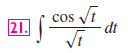 21. ∫ cos √t / √t dt